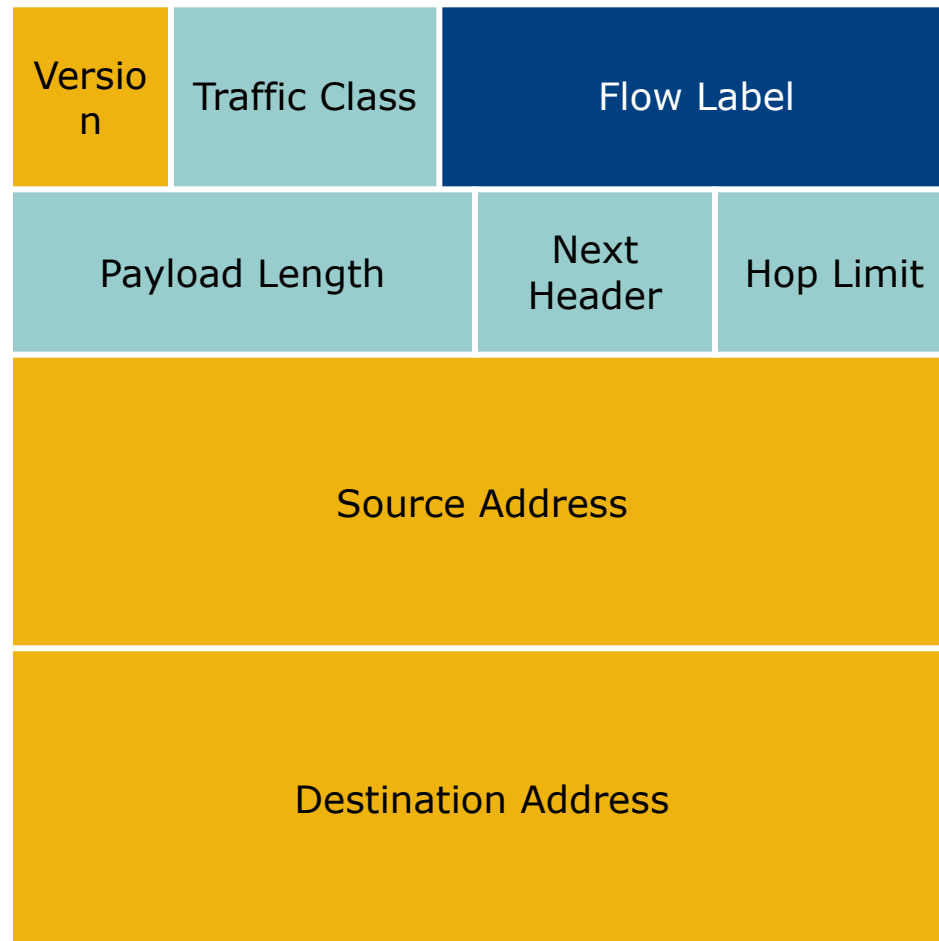 Versio
n
Traffic Class
Flow Label
Payload Length
Next
Header
Hop Limit
Source Address
Destination Address